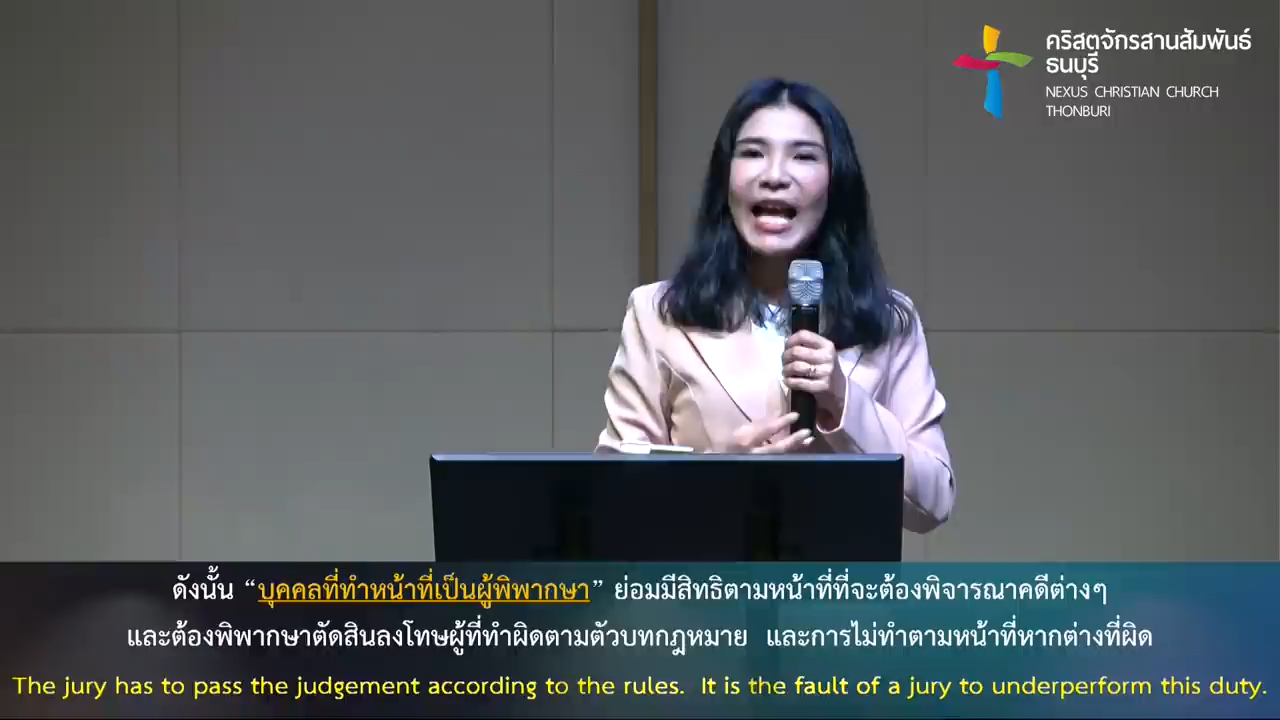 คริสตจักรสานสัมพันธ์
ธนบุรี
NEXUS CHRISTIAN CHURCH
THONBURI
ดังนั้น “บุคคลที่ทำหน้าที่เป็นผู้พิพากษา” ย่อมมีสิทธิตามหน้าที่ที่จะต้องพิจารณาคดีต่างๆ
และต้องพิพากษาตัดสินลงโทษผู้ที่ทำผิดตามตัวบทกฎหมาย และการไม่ทำตามหน้าที่หากต่างที่ผิด
The jury has to pass the judgement according to the rules. It is the fault of a jury to underperform this duty.